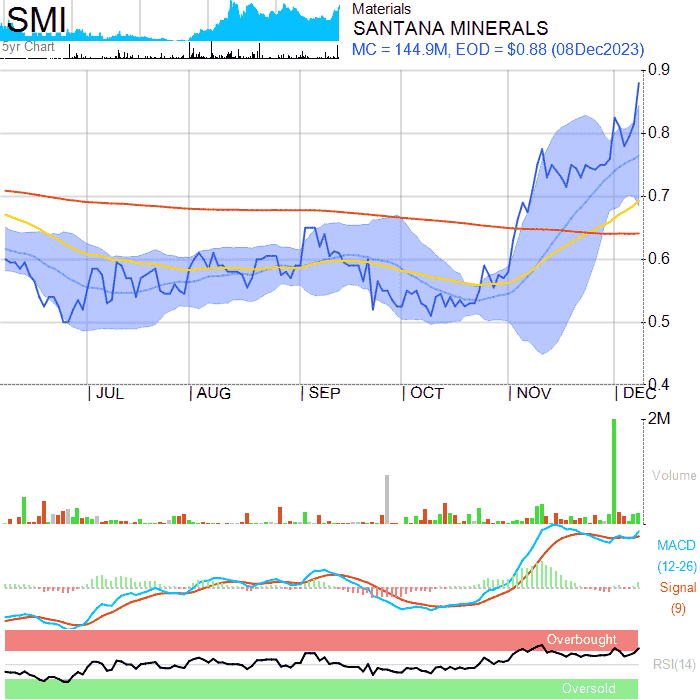 SMI
5yr Chart
Materials
SANTANA MINERALS
MC = 144.9M, EOD = $0.88 (08Dec2023)
0.9
0.8
0.7
0.6
0.5
0.4
JUL AUG SEP OCT NOV DEC
2M
Volume
MACD
(12-26)
Signal
(9)
Overbought
RSI(14)
Oversold